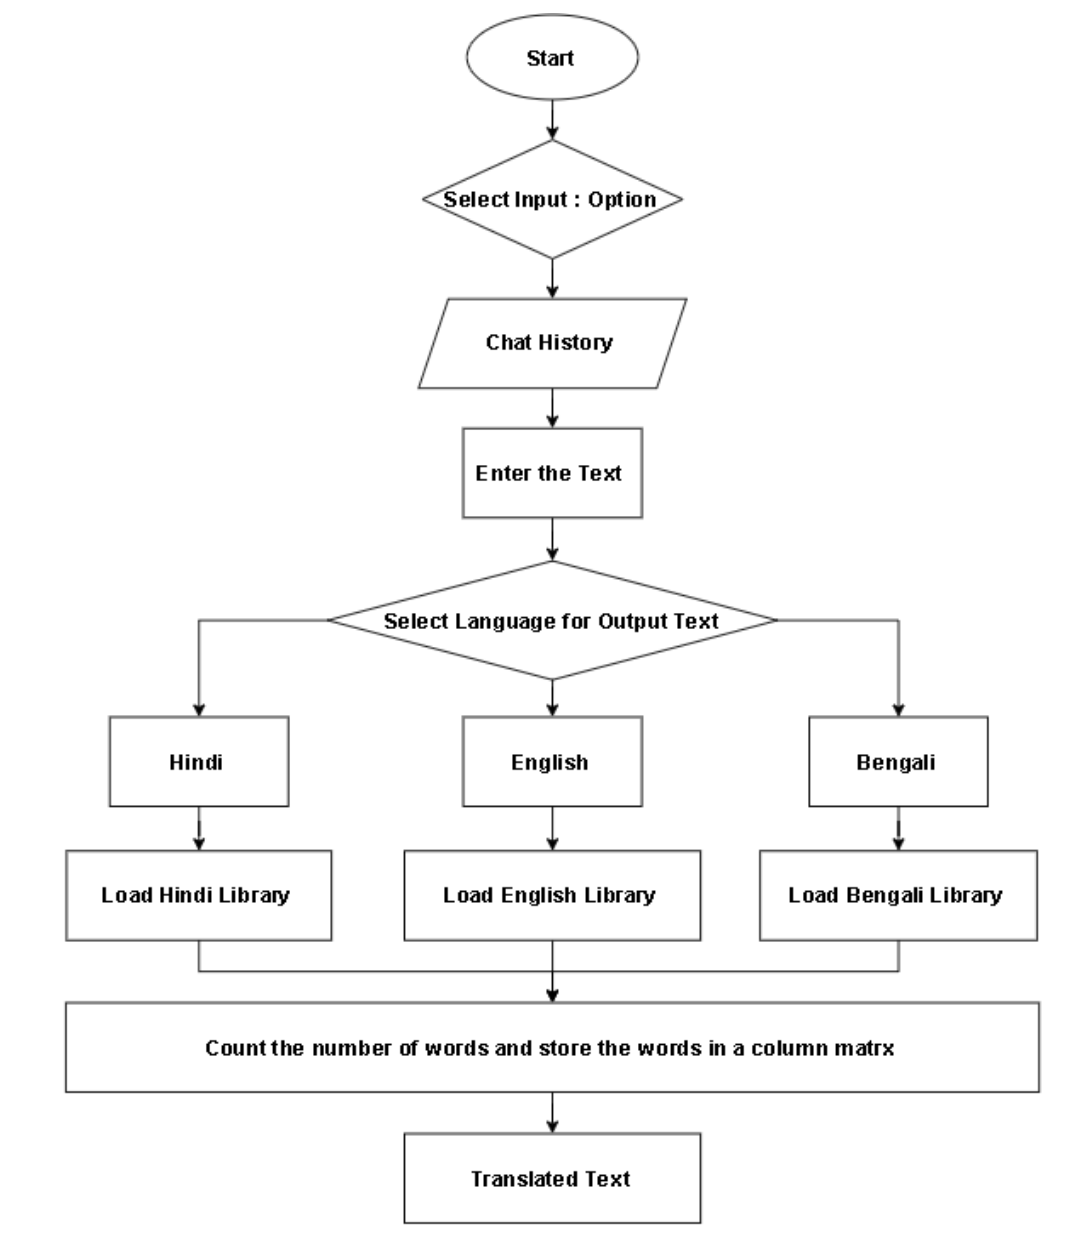 Start
Select Input : Option
Chat History
Enter the Text
Select Language for Output Text
Hindi
English
Bengali
Load Hindi Library
Load English Library
Load Bengali Library
Count the number of words and store the words in a column matrx
Translated Text